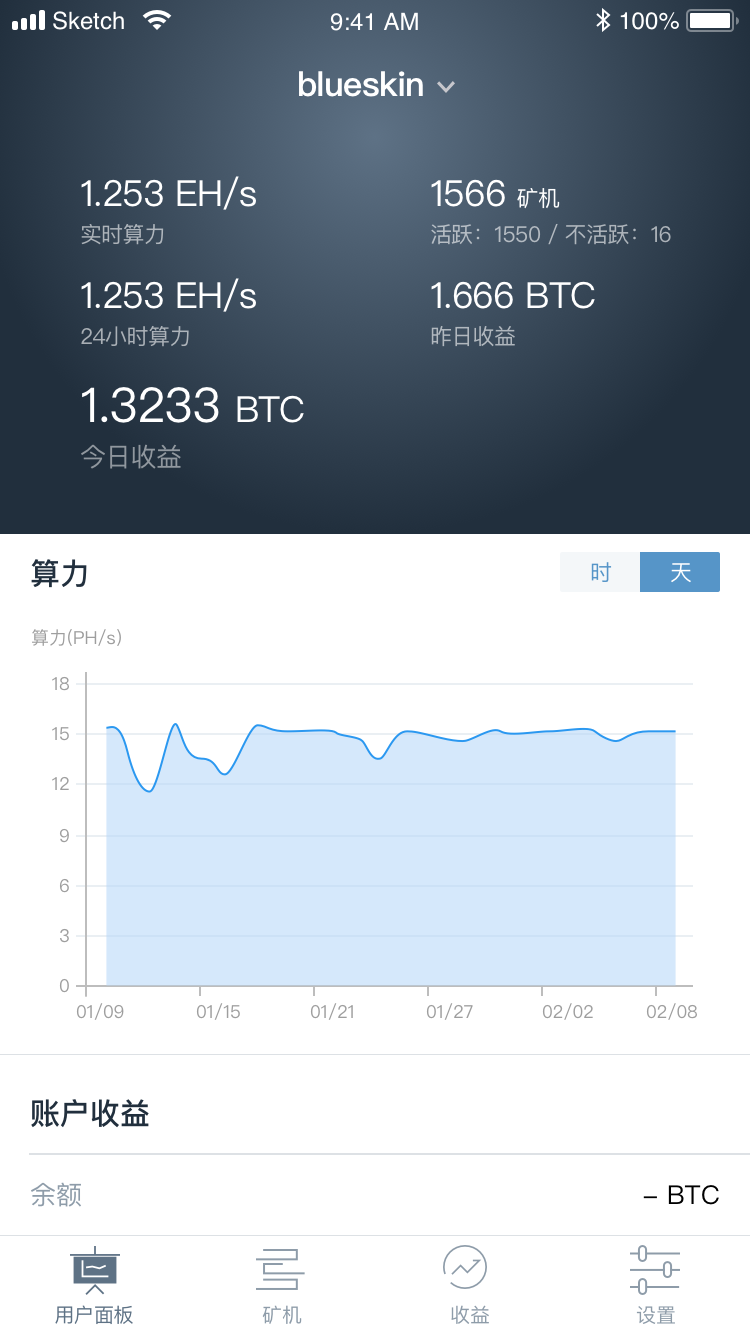 Sketch 9:41 AM 100%
blueskin
1.253 EH/s 1566 矿机
实时算力 活跃：1550 / 不活跃：16
1.253 EH/s 1.666 BTC
24小时算力 昨日收益
1.3233 BTC
今日收益
算力 时 天
算力(PH/s)
18
15
12
9
6
3
0
01/09 01/15 01/21 01/27 02/02 02/08
账户收益
余额 – BTC
用户面板 矿机 收益 设置